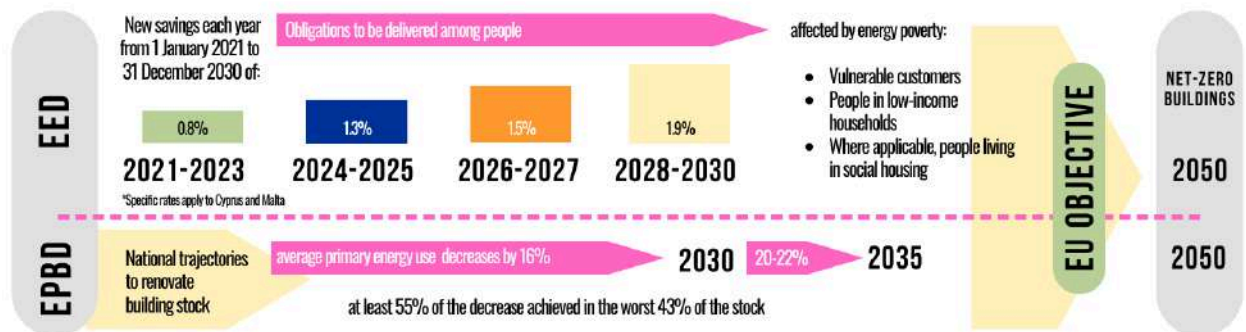 EED
New savings each year
from 1 January 2021 to
31 December 2030 of:
Obligations to be delivered among people
affected by energy poverty:
• Vulnerable customers
• People in low-income
households
• Where applicable, people living
in social housing
0.8%
1.3%
1.5%
1.9%
2021-2023
2024-2025
2026-2027
2028-2030
*Specific rates apply to Cyprus and Malta
EU OBJECTIVE
NET-ZERO
BUILDINGS
2050
EPBD
National trajectories
to renovate
building stock
average primary energy use decreases by 16%
2030
20-22%
2035
at least 55% of the decrease achieved in the worst 43% of the stock
2050